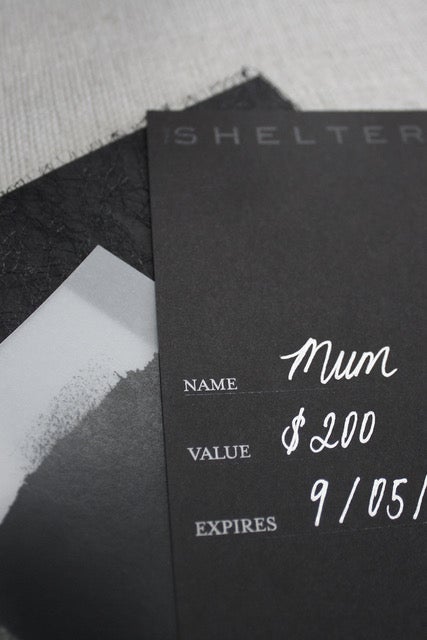 SHELTER
NAME Mum
VALUE $200
EXPIRES 9/05/